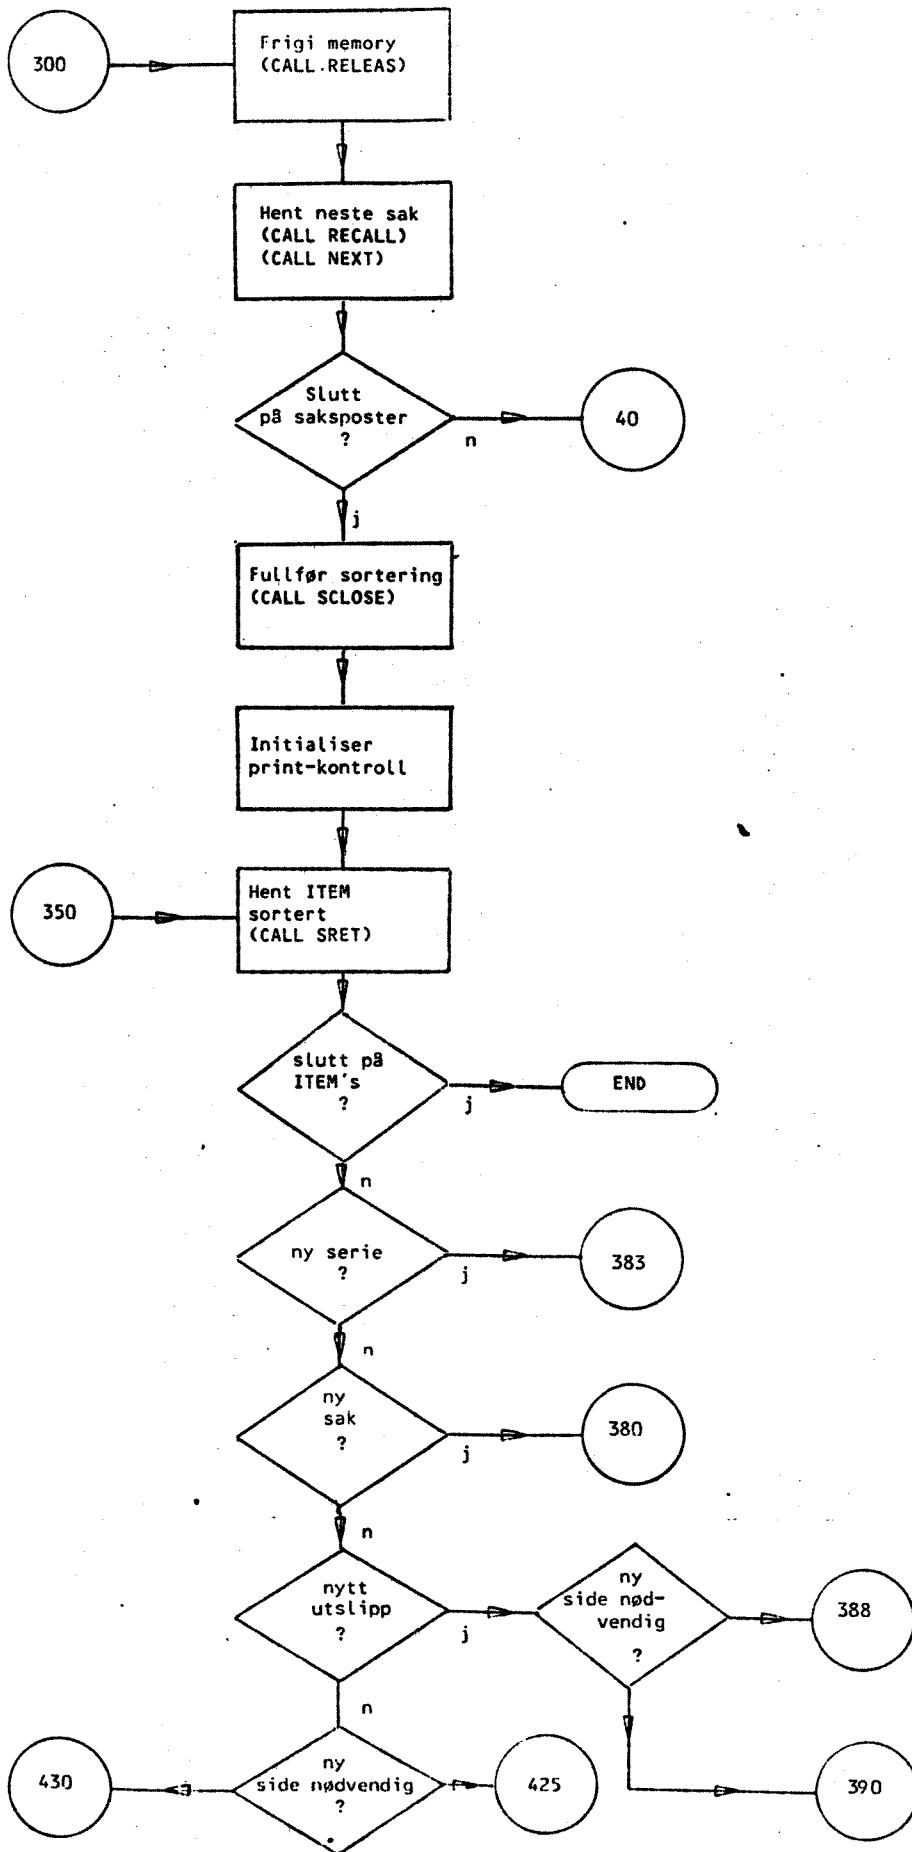 300
Frigi memory
(CALL.RELEAS)
Hent neste sak
(CALL RECALL)
(CALL NEXT)
Slutt
på saksposter
?
n
40
j
Fullfør sortering
(CALL SCLOSE)
Initialiser
print-kontroll
350
Hent ITEM
sortert
(CALL SRET)
slutt på
ITEM's
?
j
END
n
ny serie
?
j
383
n
ny
sak
?
j
380
n
nytt
utslipp
?
j
ny
side nød-
vendig
?
388
n
430
ny
side nødvendig
?
425
390